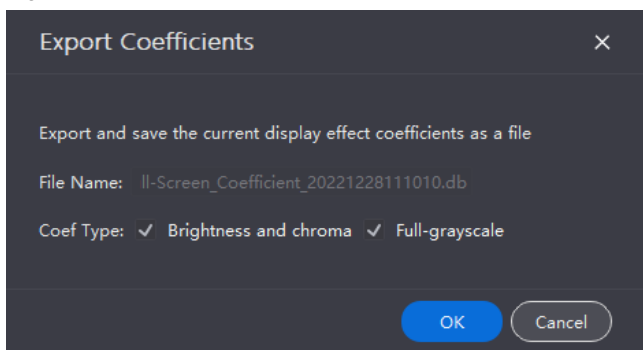 Export Coefficients
Export and save the current display effect coefficients as a file
File Name: ll-Screen_Coefficient_20221228111010.db
Coef Type: Brightness and chroma Full-grayscale
OK Cancel